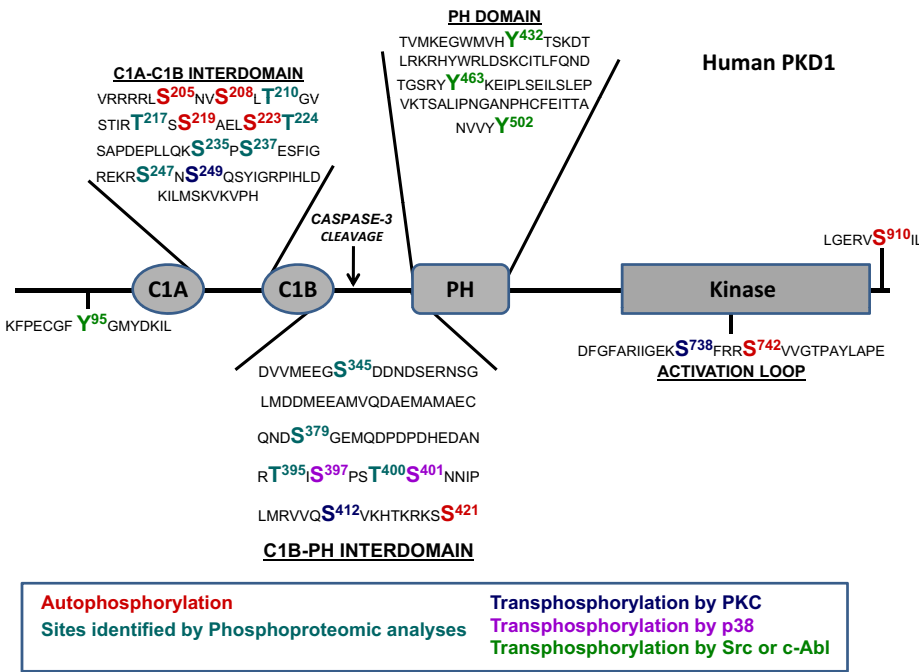 PH DOMAIN
TVMKEGWMVHY432TSKDT
LRKRHYWRLDSKCITLFQND
TGSRYY463KEIPLSEILSLEP
VKTSALIPNGANPHCFEITTA
NVVYY502
Human PKD1
C1A-C1B INTERDOMAIN
VRRRRLS205NVS208LT210GV
STIRT217SS219AELS223T224
SAPDEPLLQKS235PS237ESFIG
REKRS247NS249QSYIGRPIHLD
KILMSKVKVPH
CASPASE-3
CLEAVAGE
LGERVS910IL
C1A
C1B
PH
Kinase
KFPECGF Y95GMYDKIL
DFGFARIIGEKS738FRRS742VVGTPAYLAPE
ACTIVATION LOOP
DVVMEEGS345DDNDSERNSG
LMDDMEEAMVQDAEMAMAEC
QNDS379GEMQDPDPDHEDAN
RT395IS397PST400S401NNIP
LMRVVQS412VKHTKRKSS421
C1B-PH INTERDOMAIN
Autophosphorylation
Sites identified by Phosphoproteomic analyses
Transphosphorylation by PKC
Transphosphorylation by p38
Transphosphorylation by Src or c-Abl